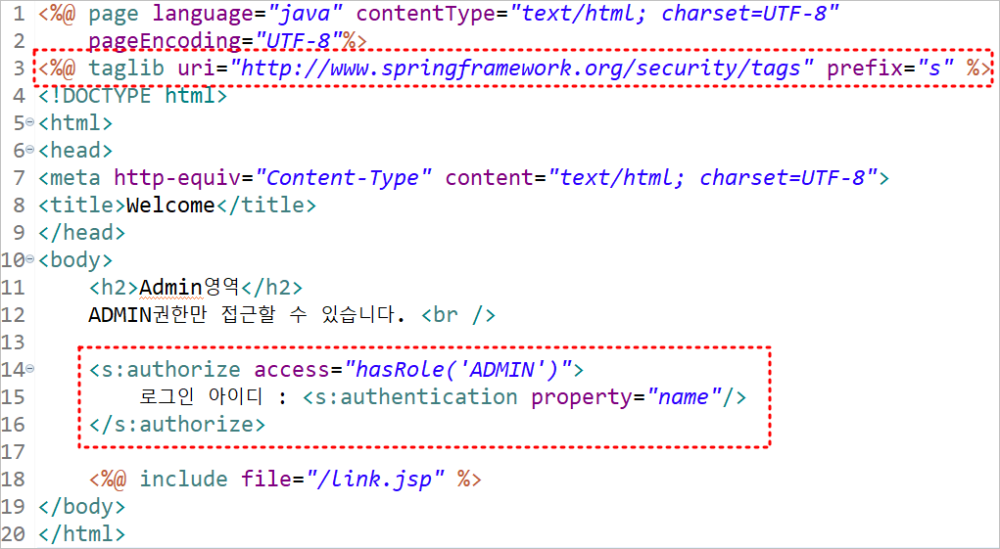 1 <%@ page language="java" contentType="text/html; charset=UTF-8"
2     pageEncoding="UTF-8"%>
3 <%@ taglib uri="http://www.springframework.org/security/tags" prefix="s" %>
4 <!DOCTYPE html>
5 <html>
6 <head>
7 <meta http-equiv="Content-Type" content="text/html; charset=UTF-8">
8 <title>Welcome</title>
9 </head>
10 <body>
11     <h2>Admin영역</h2>
12     ADMIN권한만 접근할 수 있습니다. <br />
13
14     <s:authorize access="hasRole('ADMIN')">
15         로그인 아이디 : <s:authentication property="name"/>
16     </s:authorize>
17
18     <%@ include file="/link.jsp" %>
19 </body>
20 </html>